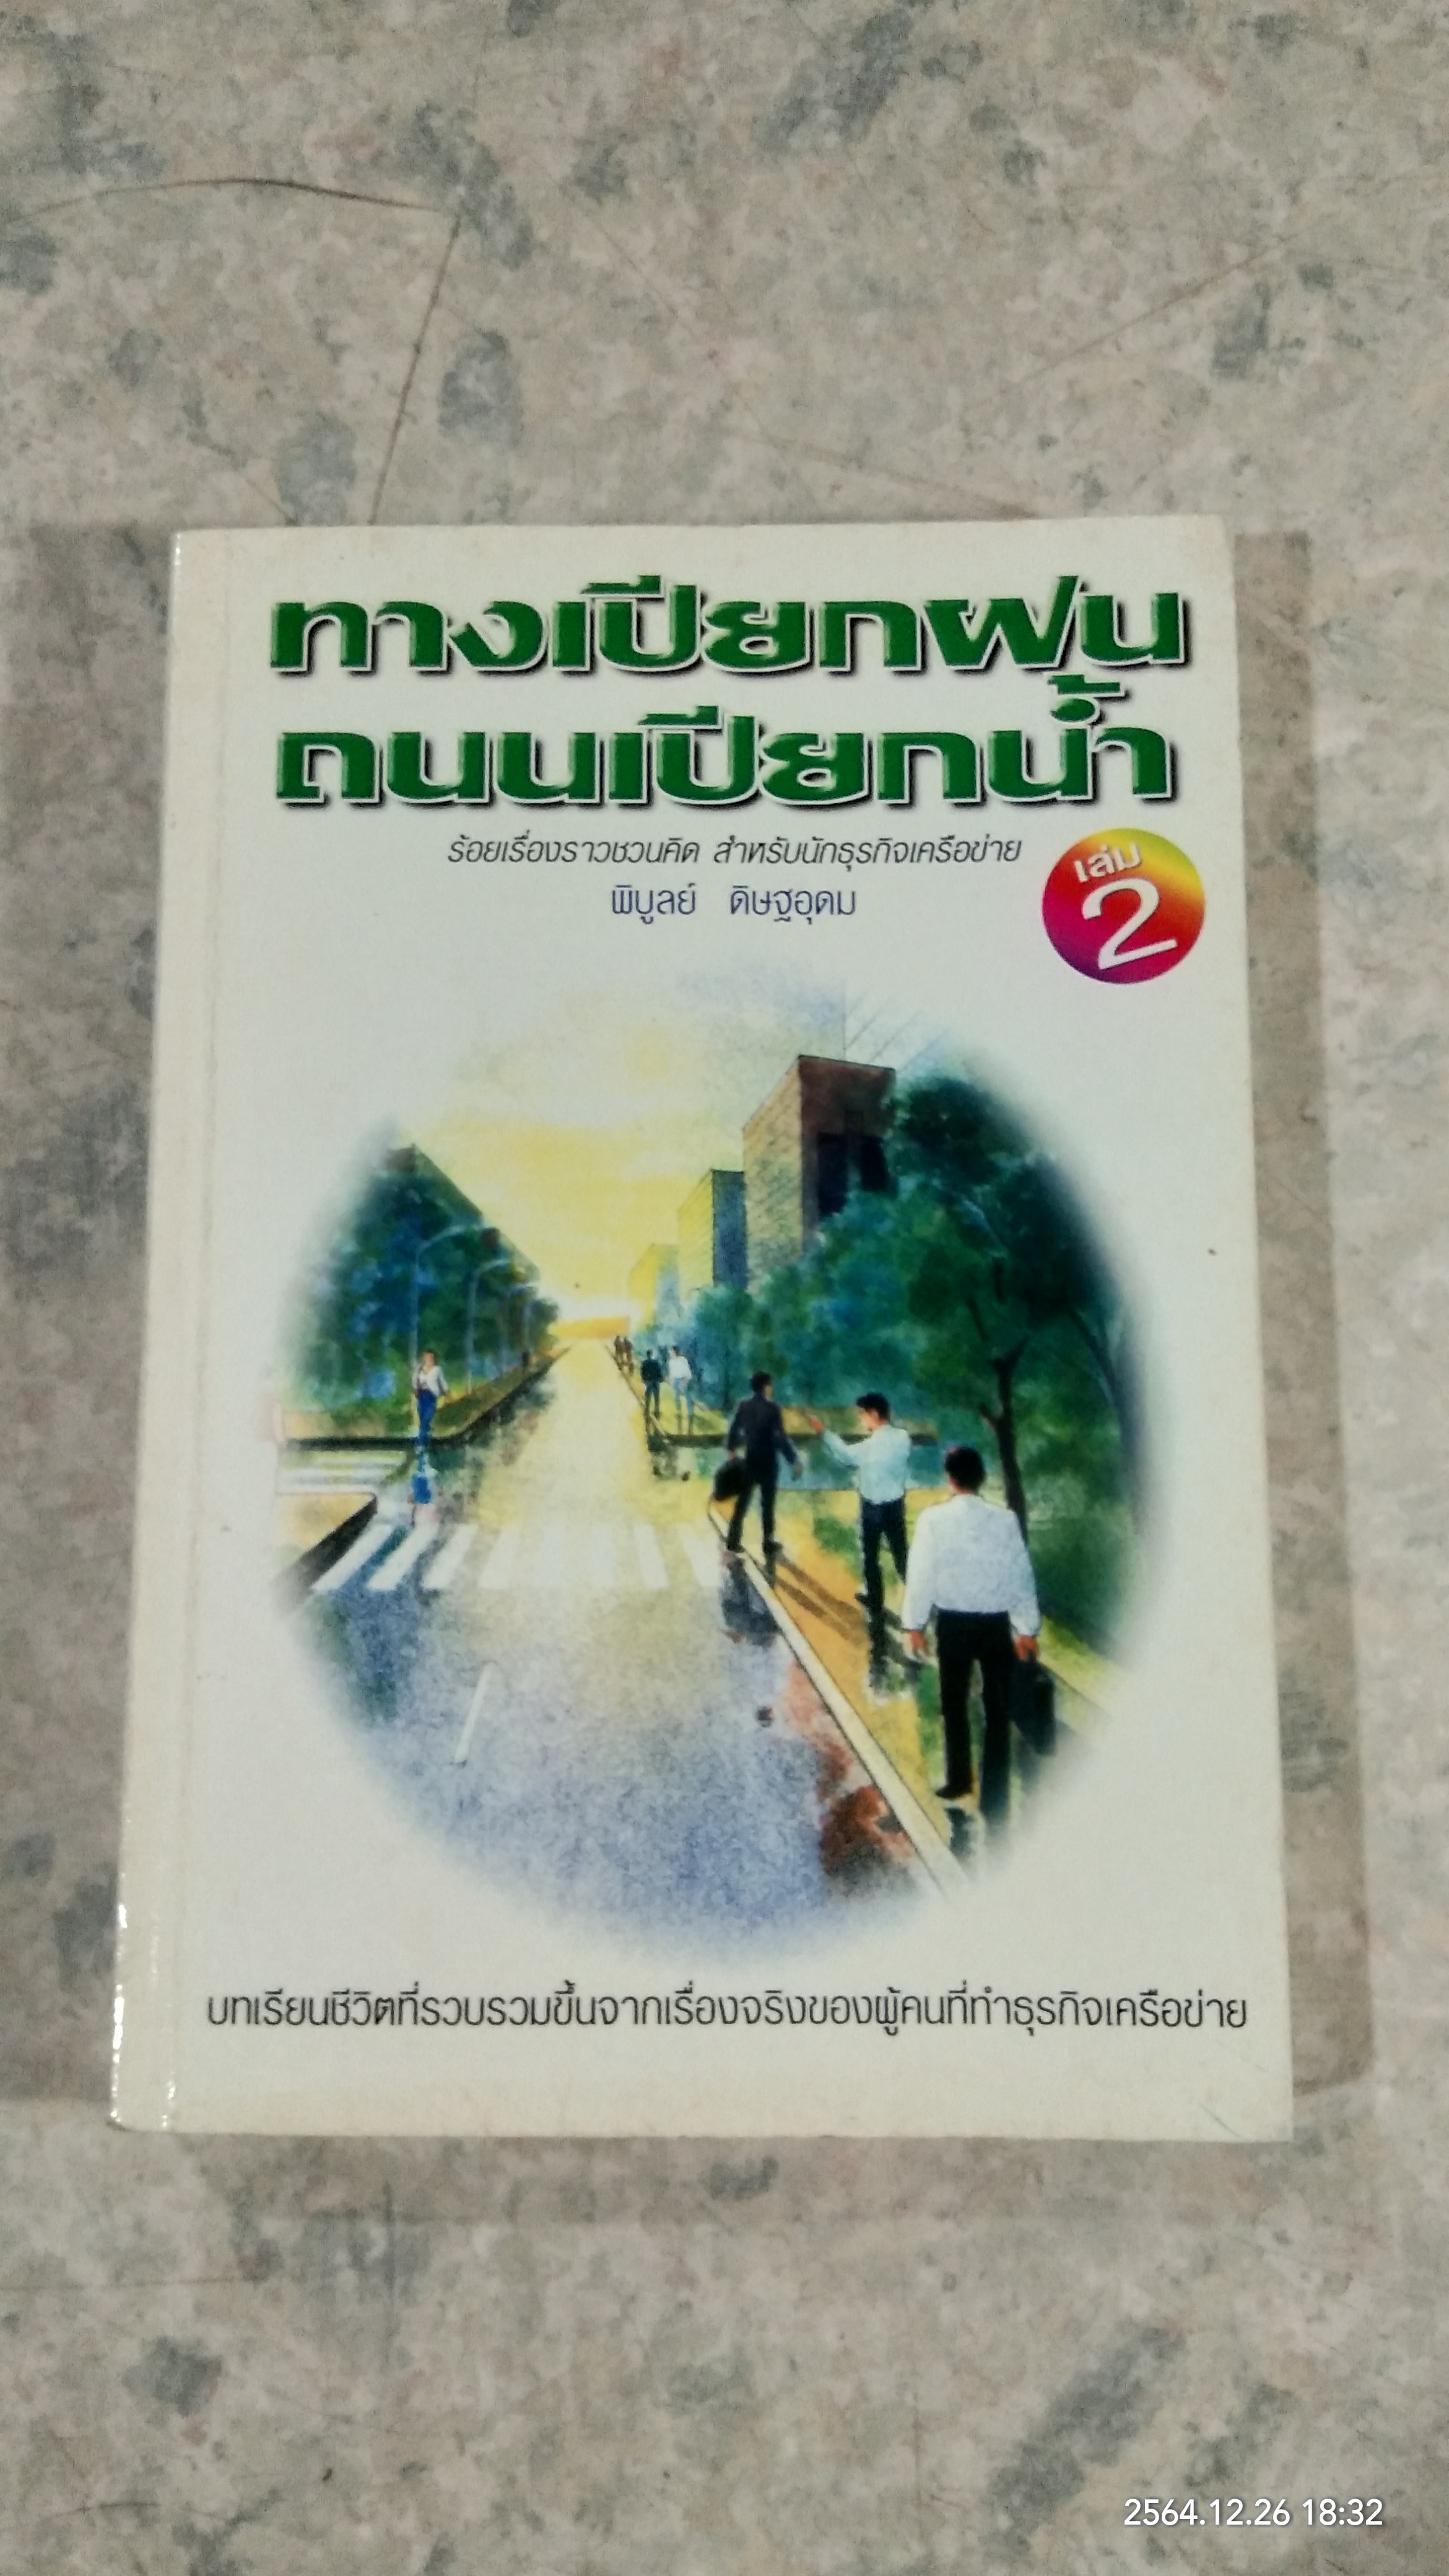 ทางเปียกฝน
ถนนเปียกน้ำ
ร้อยเรื่องราวชวนคิด สำหรับนักธุรกิจเครือข่าย
พิบูลย์ ดิษฐอุดม
เล่ม
2
บทเรียนชีวิตที่รวบรวมขึ้นจากเรื่องจริงของผู้คนที่ทำธุรกิจเครือข่าย
2564.12.26 18:32